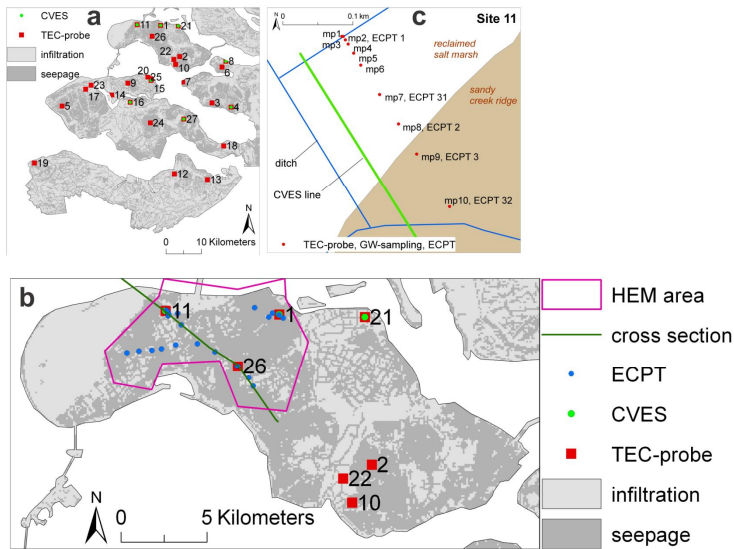 a
CVES
TEC-probe
infiltration
seepage
11
1
21
26
22
2
10
8
6
20
25
15
7
9
23
17
14
16
5
3
4
24
27
18
19
12
13
N
0
10 Kilometers
c
Site 11
N
0
0.1 km
mp1
mp2, ECPT 1
mp3
mp4
mp5
mp6
mp7, ECPT 31
mp8, ECPT 2
mp9, ECPT 3
mp10, ECPT 32
reclaimed
salt marsh
sandy
creek ridge
ditch
CVES line
TEC-probe, GW-sampling, ECPT
b
11
1
21
26
2
22
10
N
0
5 Kilometers
HEM area
cross section
ECPT
CVES
TEC-probe
infiltration
seepage